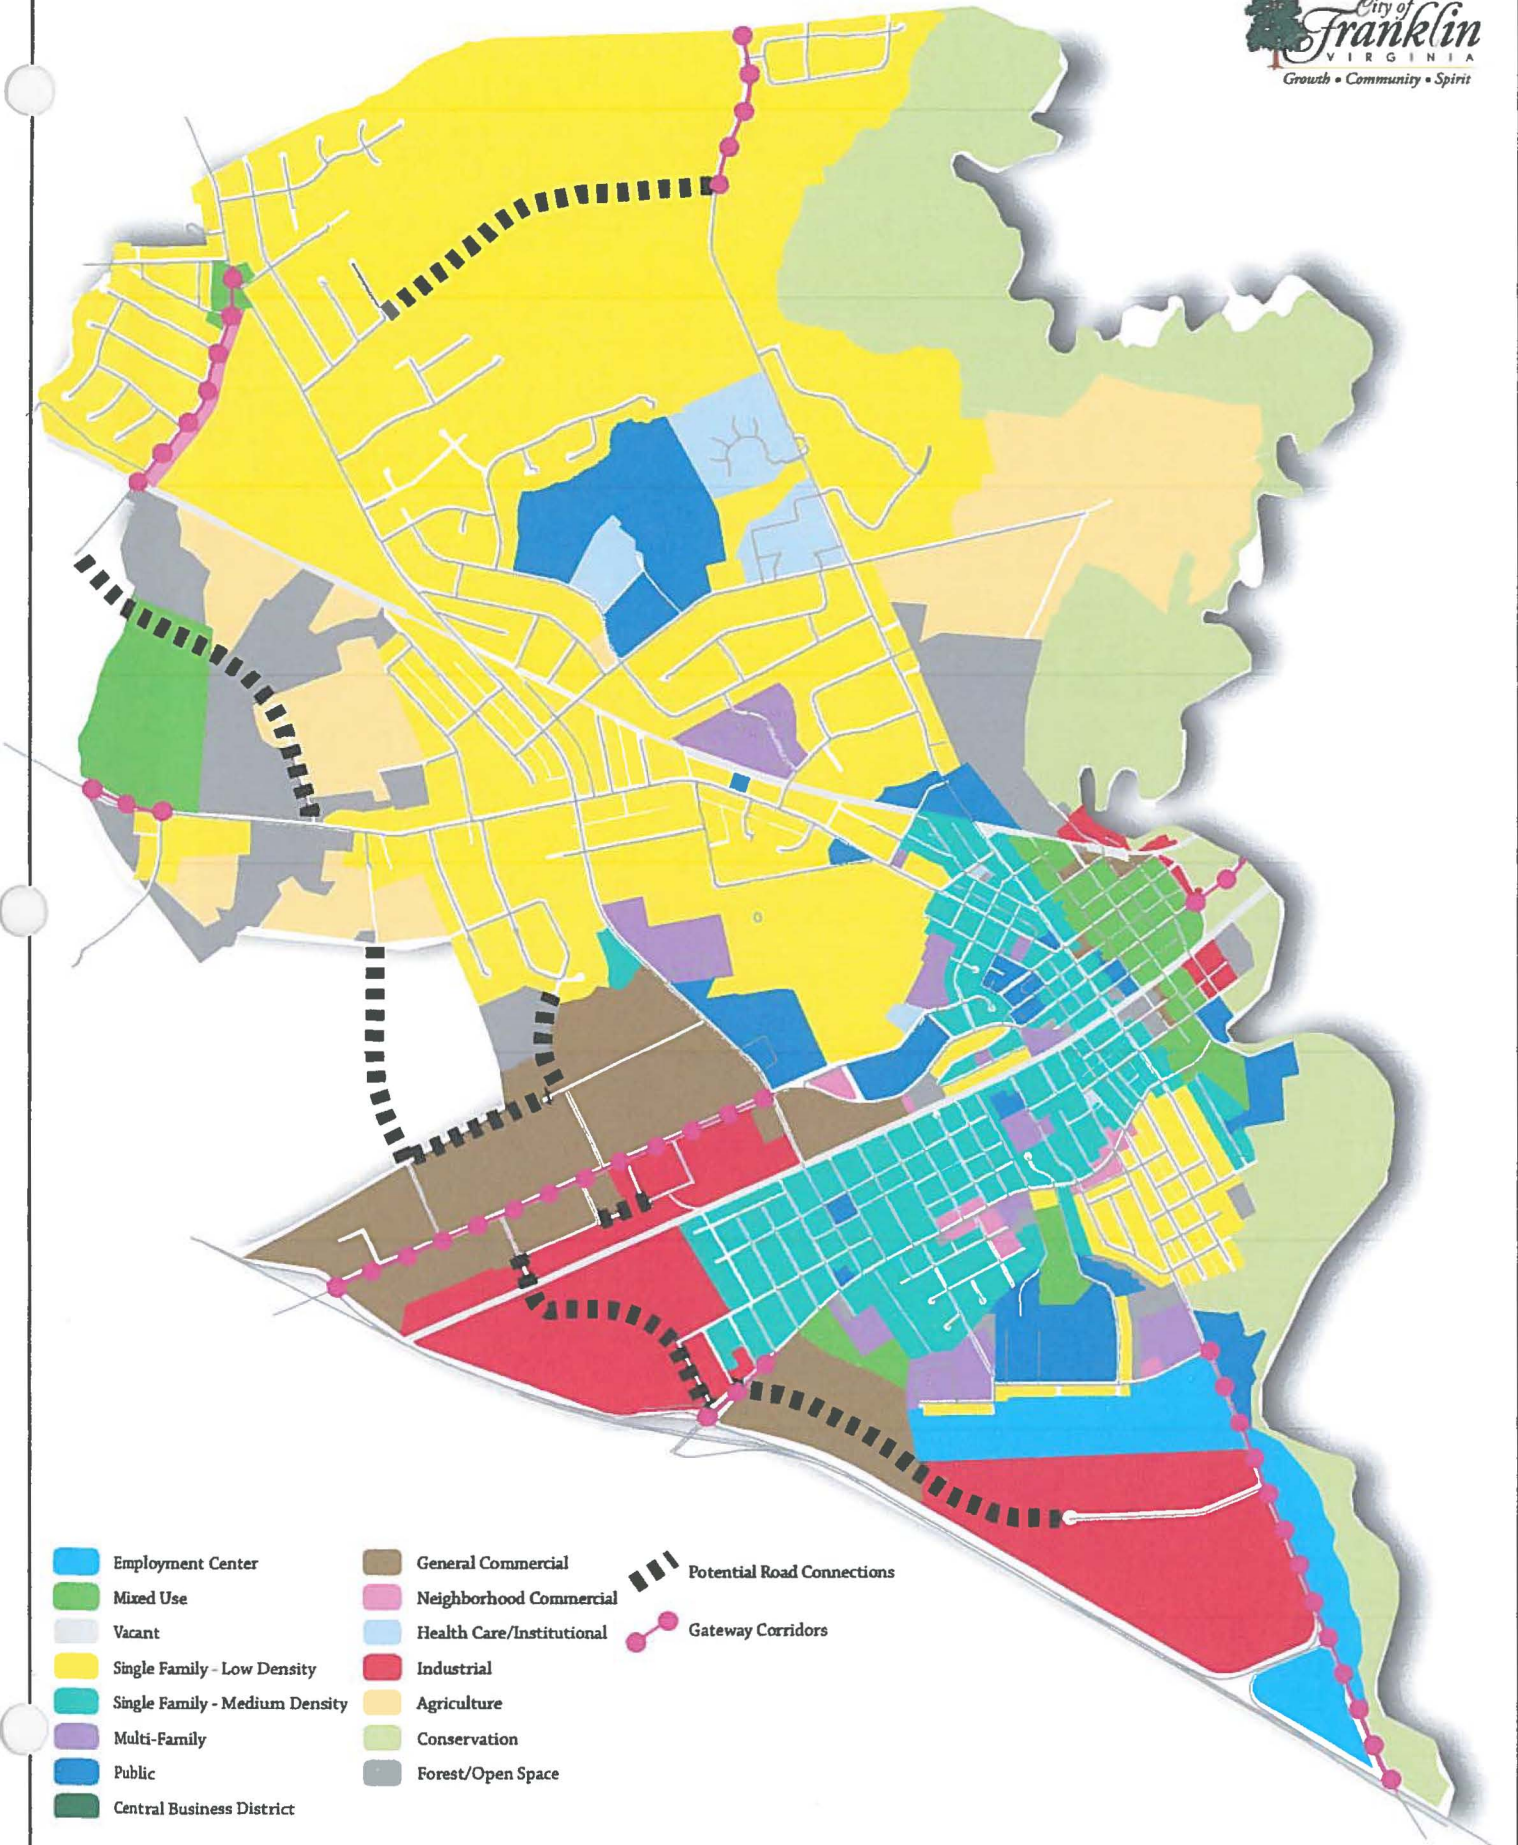 City of
Franklin
VIRGINIA
Growth • Community • Spirit
Employment Center
Mixed Use
Vacant
Single Family - Low Density
Single Family - Medium Density
Multi-Family
Public
Central Business District
General Commercial
Neighborhood Commercial
Health Care/Institutional
Industrial
Agriculture
Conservation
Forest/Open Space
Potential Road Connections
Gateway Corridors